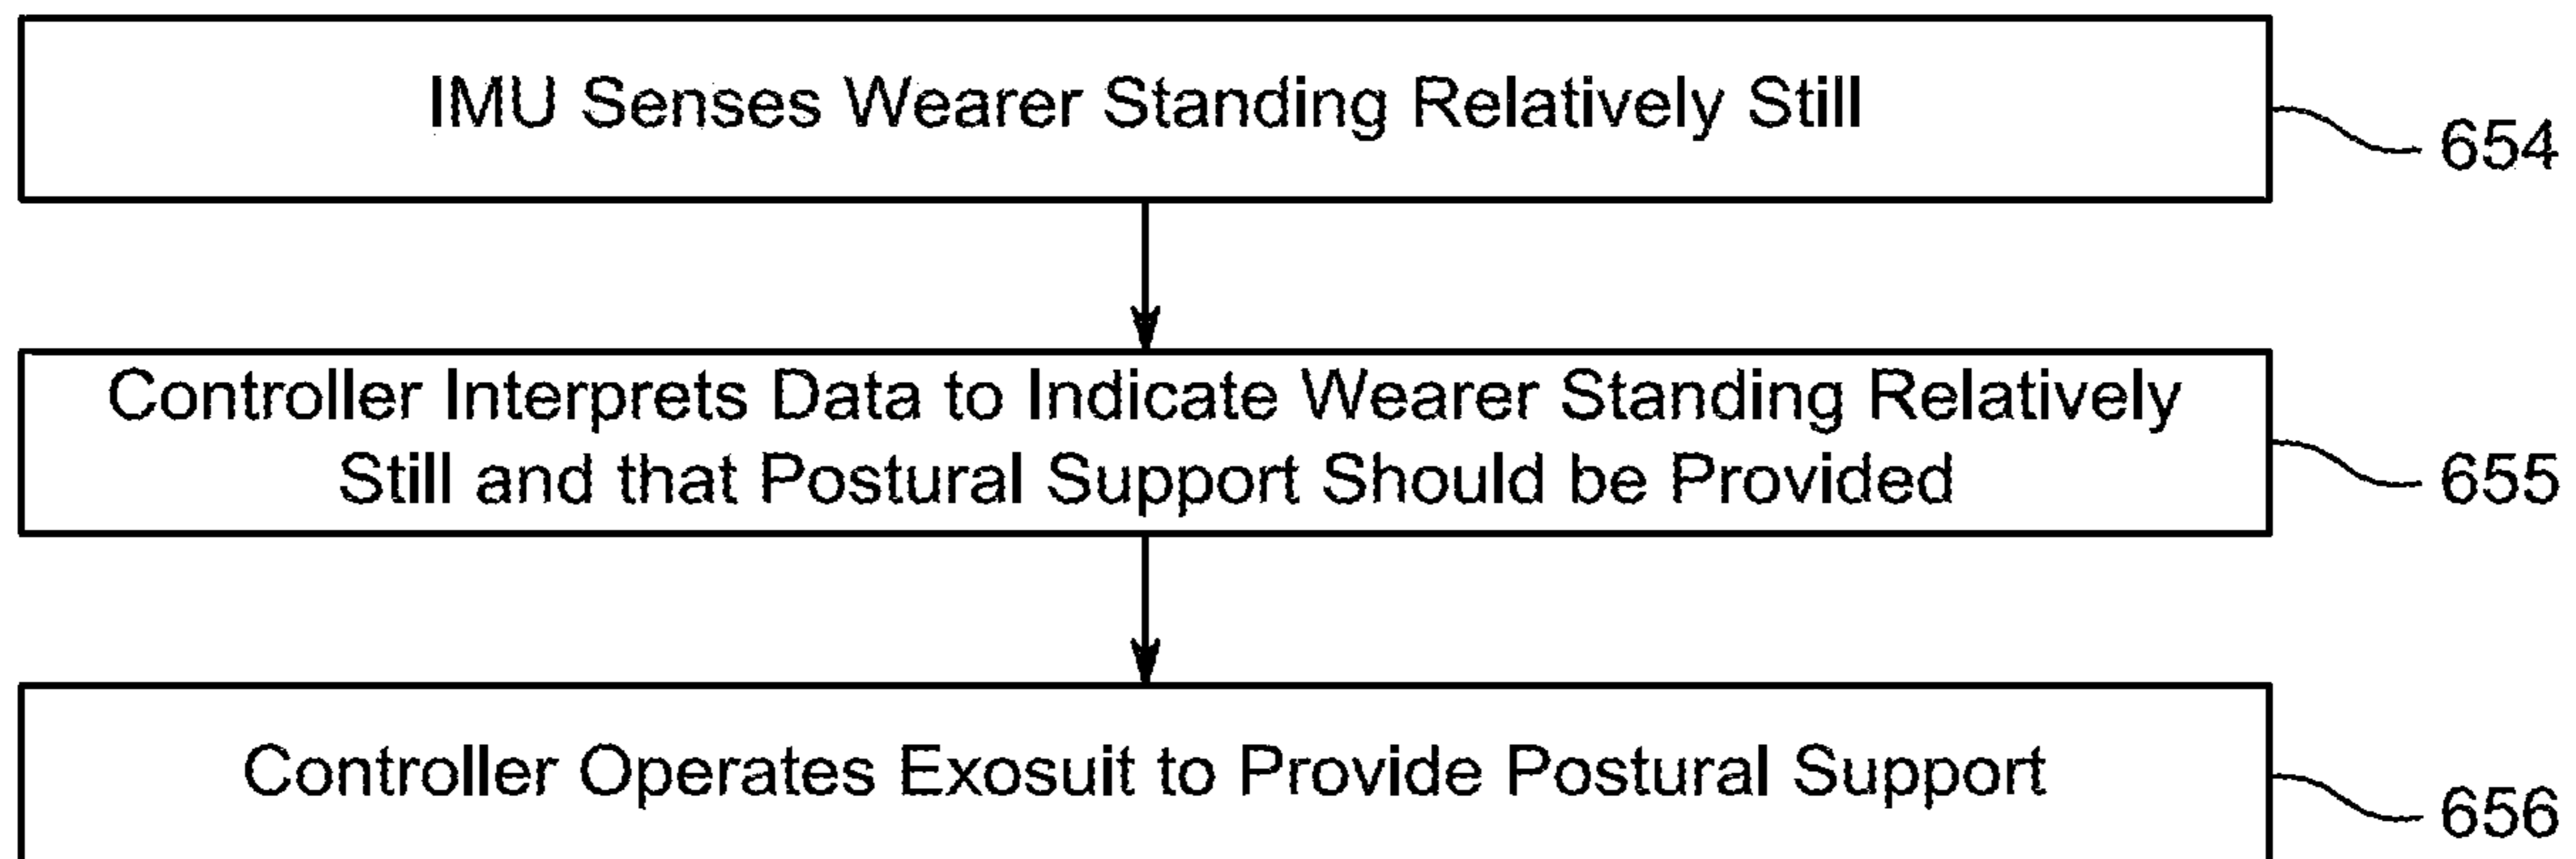 IMU Senses Wearer Standing Relatively Still
654
Controller Interprets Data to Indicate Wearer Standing Relatively
Still and that Postural Support Should be Provided
655
Controller Operates Exosuit to Provide Postural Support
656